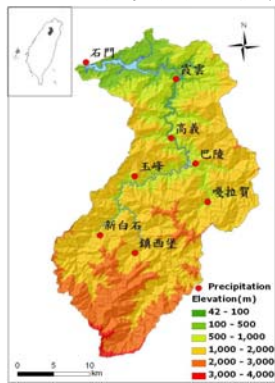 N
石門
霞雲
高義
巴陵
玉峰
嘎拉賀
新白石
鎮西堡
Precipitation
Elevation(m)
42 - 100
100 - 500
500 - 1,000
1,000 - 2,000
2,000 - 3,000
3,000 - 4,000
0 5 10
km